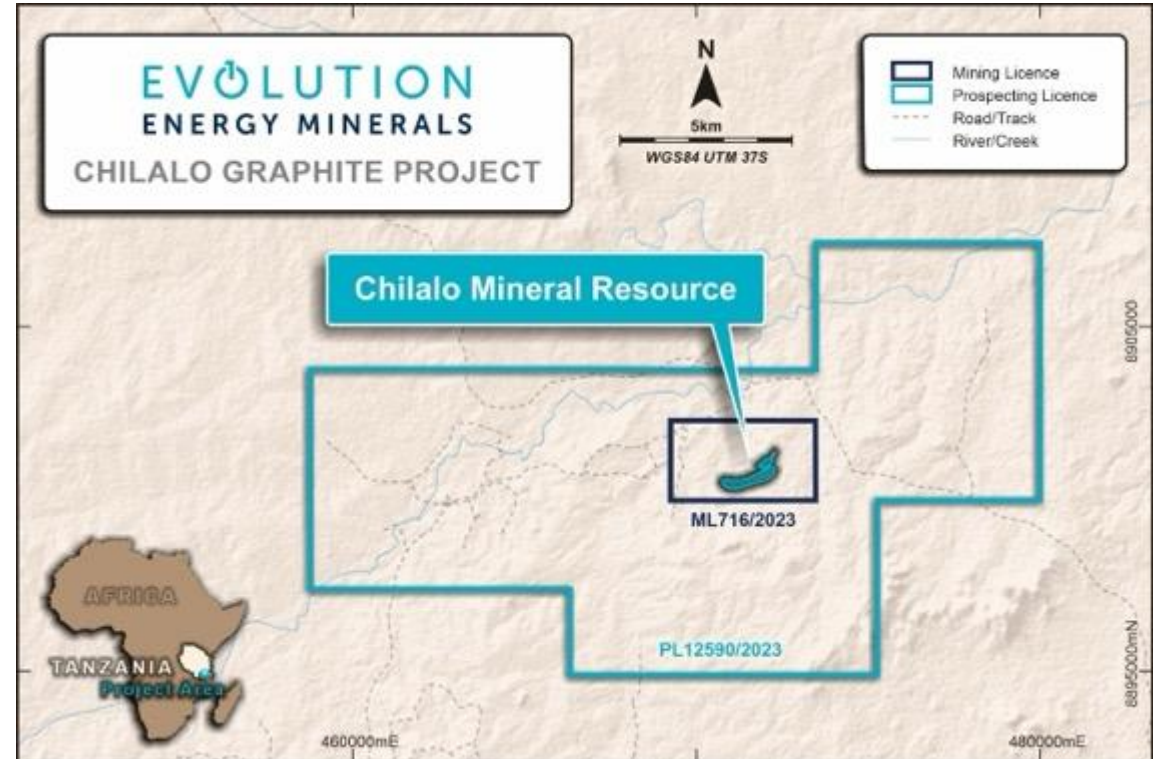 EVOLUTION
ENERGY MINERALS
CHILALO GRAPHITE PROJECT
N
5km
WGS84 UTM 37S
Mining Licence
Prospecting Licence
Road/Track
River/Creek
Chilalo Mineral Resource
8905000
ML716/2023
PL12590/2023
8895000mN
AFRICA
TANZANIA
Project Area
460000mE
480000mE